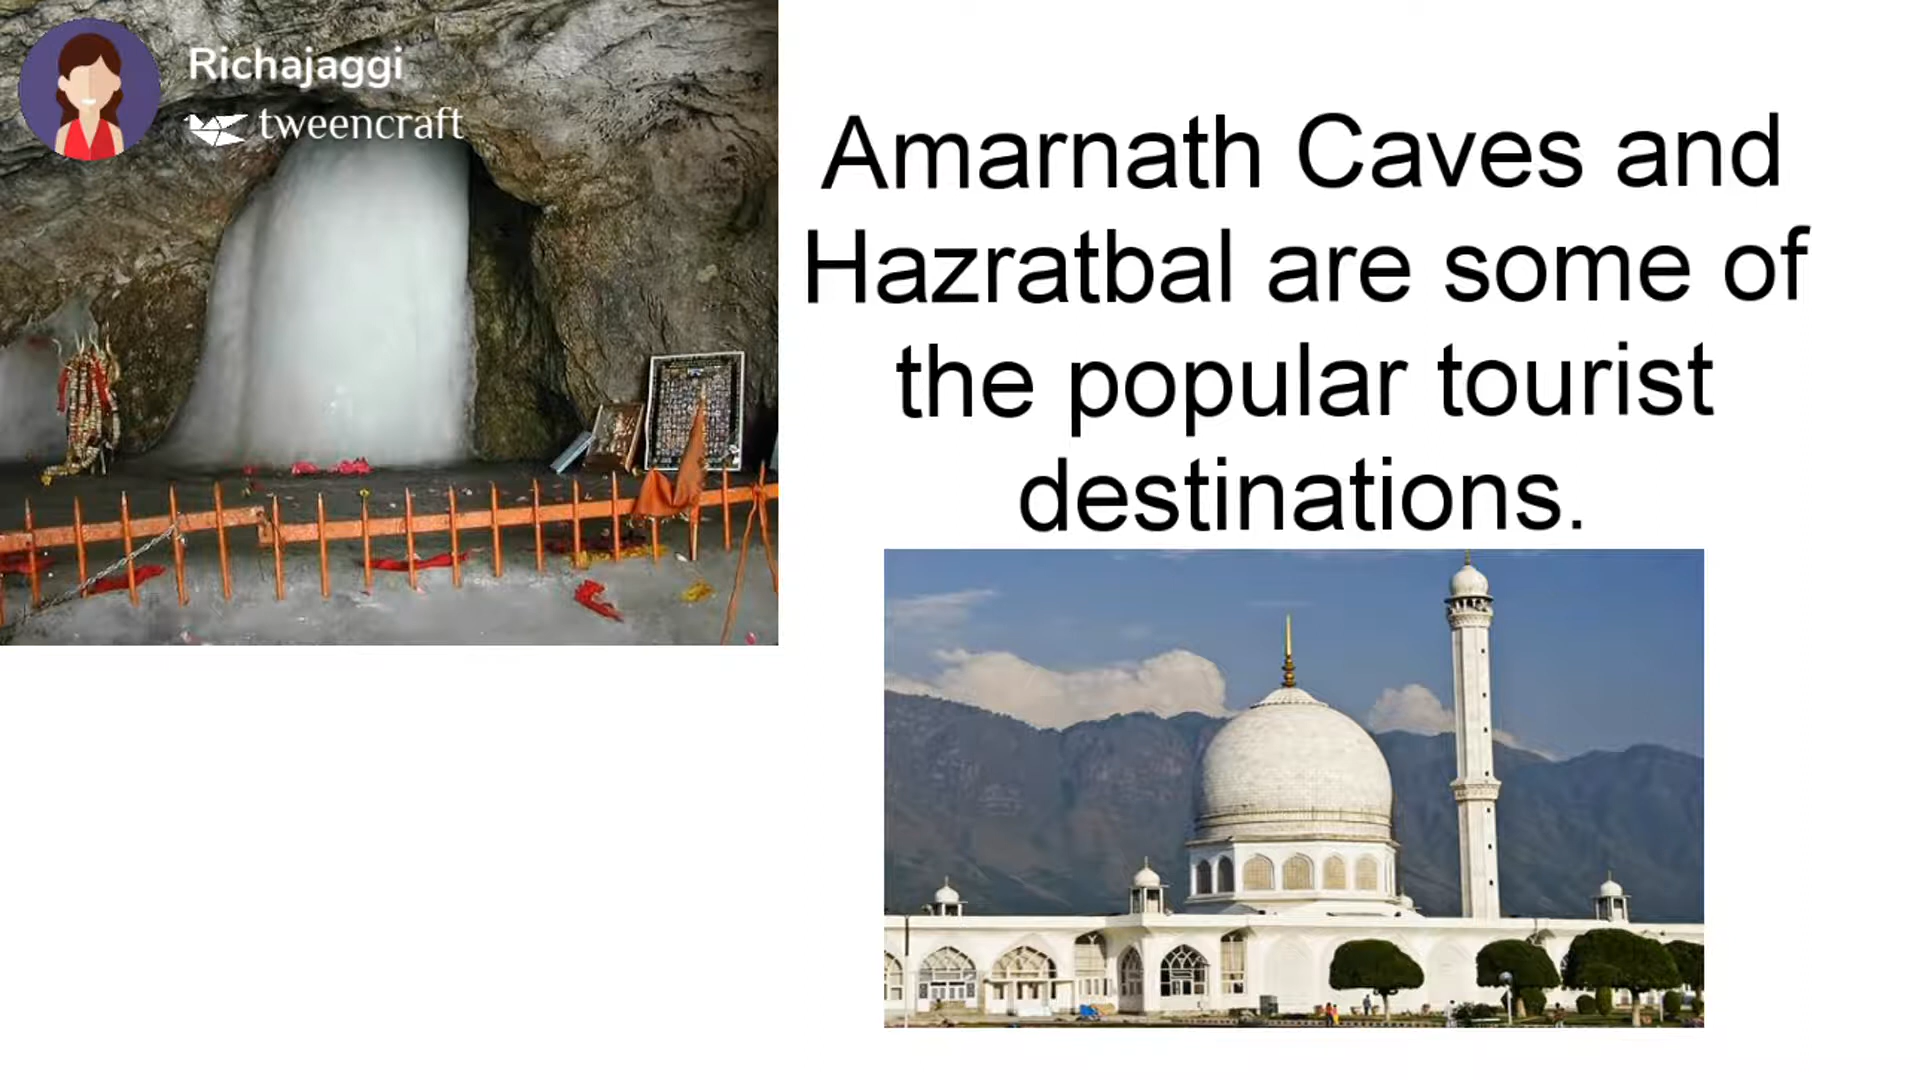 Richajaggi
tweencraft
Amarnath Caves and
Hazratbal are some of
the popular tourist
destinations.